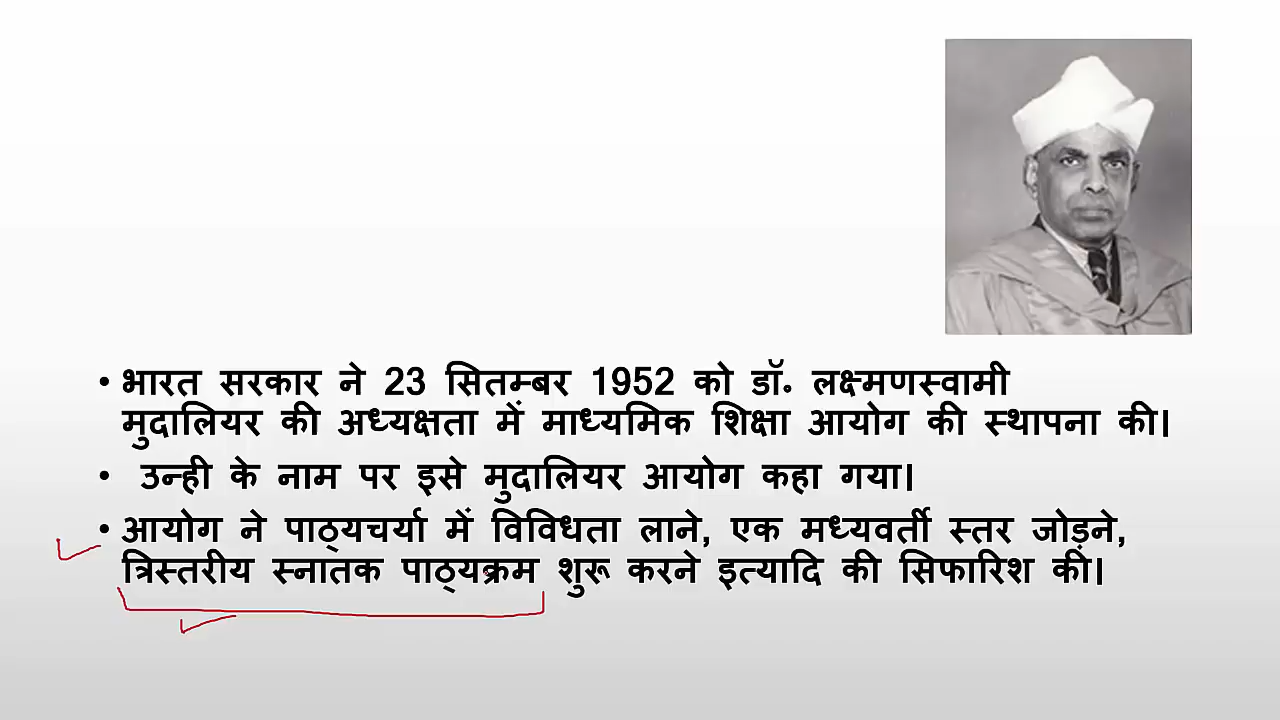 • भारत सरकार ने 23 सितम्बर 1952 को डॉ॰ लक्ष्मणस्वामी
मुदालियर की अध्यक्षता में माध्यमिक शिक्षा आयोग की स्थापना की।
• उन्ही के नाम पर इसे मुदालियर आयोग कहा गया।
• आयोग ने पाठ्यचर्या में विविधता लाने, एक मध्यवर्ती स्तर जोड़ने,
त्रिस्तरीय स्नातक पाठ्यक्रम शुरू करने इत्यादि की सिफारिश की।